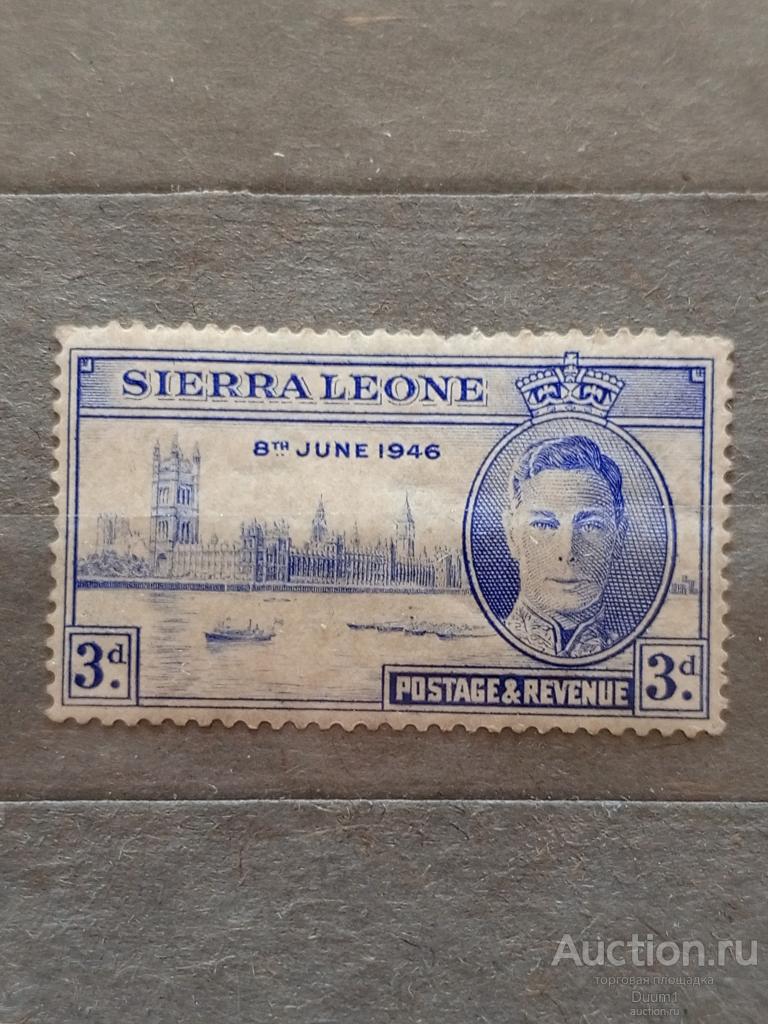 SIERRA LEONE
8TH JUNE 1946
3d.
3d.
POSTAGE & REVENUE
Auction.ru
торговая площадка
Duum1
auction.ru